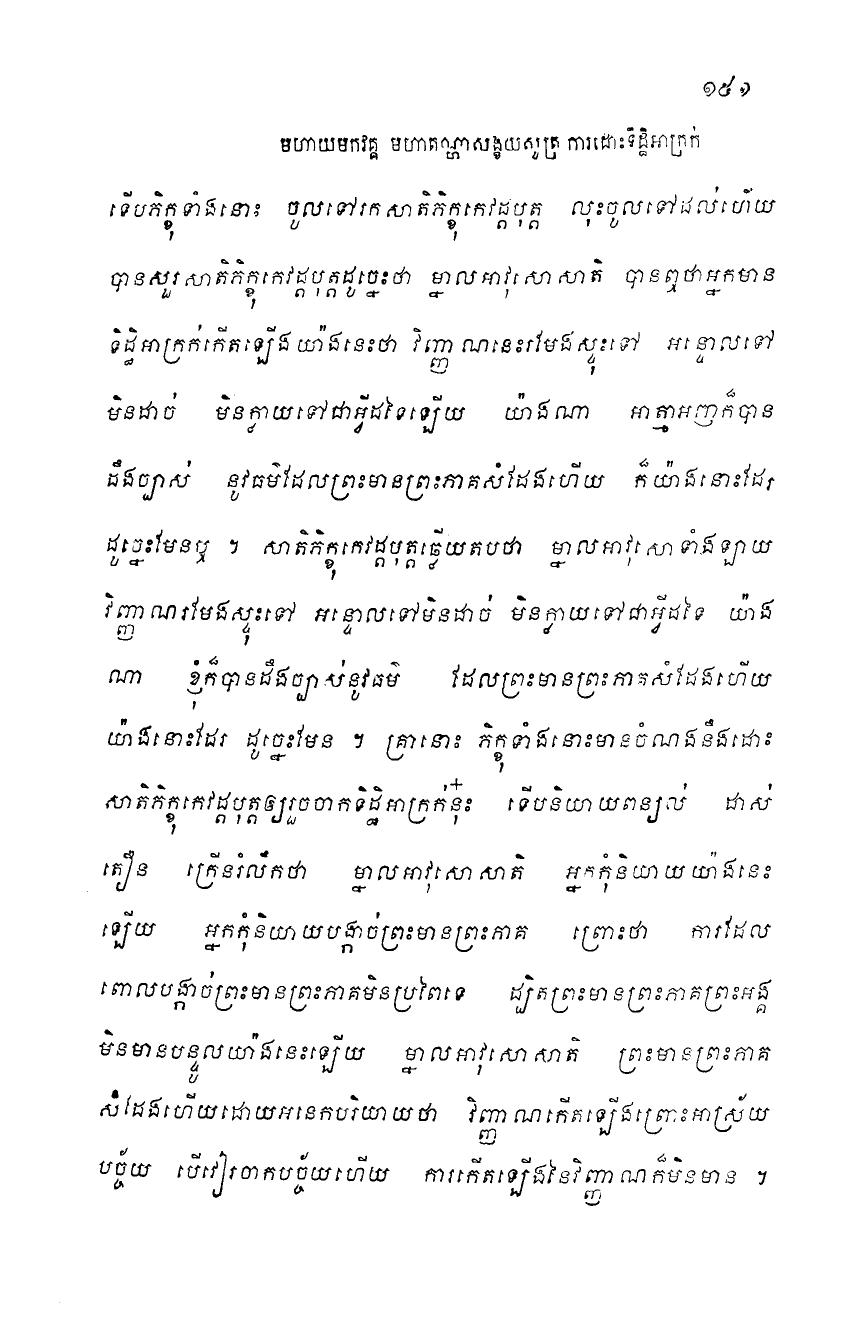 ១៥១
មហាយមកវគ្គ មហាតណ្ហាសង្ខយសូត្រ ការដោះទិដ្ឋិអាក្រក់
ទើបភិក្ខុទាំងនោះ ចូលទៅរកសាតិភិក្ខុកេវដ្តបុត្ត លុះចូលទៅដល់ហើយ
បានសួរសាតិភិក្ខុកេវដ្តបុត្តដូច្នេះថា ម្នាលអាវុសោសាតិ បានឮថាអ្នកមាន
ទិដ្ឋិអាក្រក់កើតឡើងយ៉ាងនេះថា វិញ្ញាណនេះរមែងស្ទុះទៅ អន្ទោលទៅ
មិនដាច់ មិនក្លាយទៅជាអ្វីដទៃឡើយ យ៉ាងណា អាត្មាអញក៏បាន
ដឹងច្បាស់ នូវធម៌ដែលព្រះមានព្រះភាគសំដែងហើយ ក៏យ៉ាងនោះដែរ
ដូច្នេះមែនឬ ។ សាតិភិក្ខុកេវដ្តបុត្តឆ្លើយតបថា ម្នាលអាវុសោទាំងឡាយ
វិញ្ញាណរមែងស្ទុះទៅ អន្ទោលទៅមិនដាច់ មិនក្លាយទៅជាអ្វីដទៃ យ៉ាង
ណា ខ្ញុំក៏បានដឹងច្បាស់នូវធម៌ ដែលព្រះមានព្រះភាគសំដែងហើយ
យ៉ាងនោះដែរ ដូច្នេះមែន ។ គ្រានោះ ភិក្ខុទាំងនោះមានចំណងនឹងដោះ
សាតិភិក្ខុកេវដ្តបុត្តឲ្យរួចចាកទិដ្ឋិអាក្រក់នុ៎ះ ទើបនិយាយពន្យល់ ដាស់
តឿន ក្រើនរំលឹកថា ម្នាលអាវុសោសាតិ អ្នកកុំនិយាយយ៉ាងនេះ
ឡើយ អ្នកកុំនិយាយបង្កាច់ព្រះមានព្រះភាគ ព្រោះថា ការដែល
ពោលបង្កាច់ព្រះមានព្រះភាគមិនប្រពៃទេ ដ្បិតព្រះមានព្រះភាគព្រះអង្គ
មិនមានបន្ទូលយ៉ាងនេះឡើយ ម្នាលអាវុសោសាតិ ព្រះមានព្រះភាគ
សំដែងហើយដោយអនេកបរិយាយថា វិញ្ញាណកើតឡើងព្រោះអាស្រ័យ
បច្ច័យ បើវៀរចាកបច្ច័យហើយ ការកើតឡើងនៃវិញ្ញាណក៏មិនមាន ។